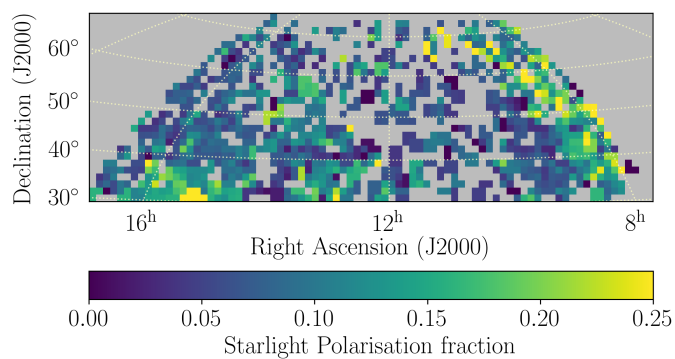 Declination (J2000)
60°
50°
40°
30°
16h 12h 8h
Right Ascension (J2000)
0.00 0.05 0.10 0.15 0.20 0.25
Starlight Polarisation fraction